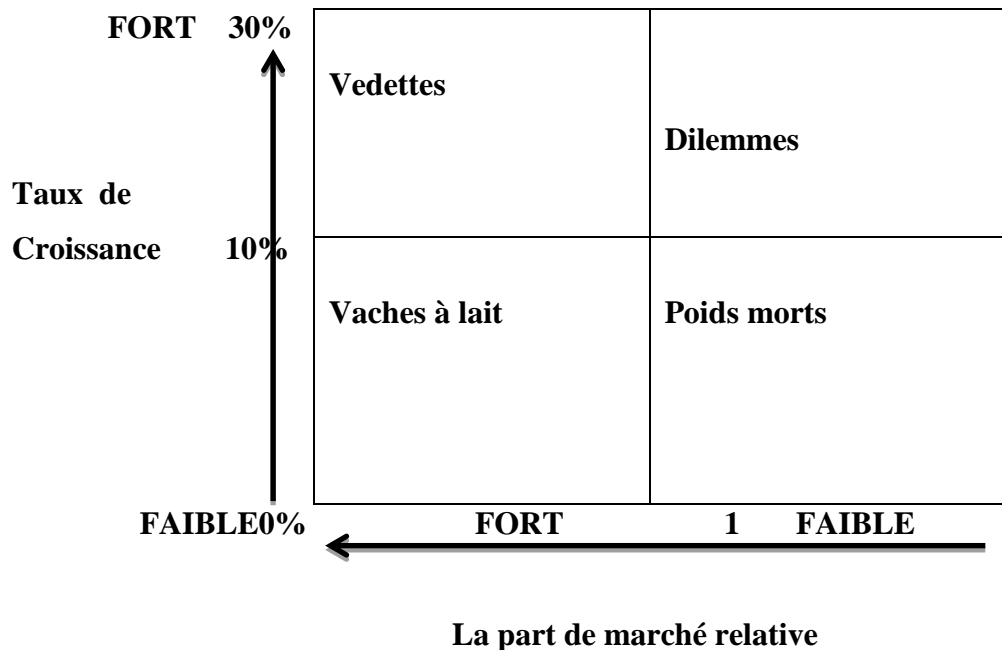 FORT 30%
Vedettes
Dilemmes
Taux de
Croissance 10%
Vaches à lait Poids morts
FAIBLE0% FORT 1 FAIBLE
La part de marché relative